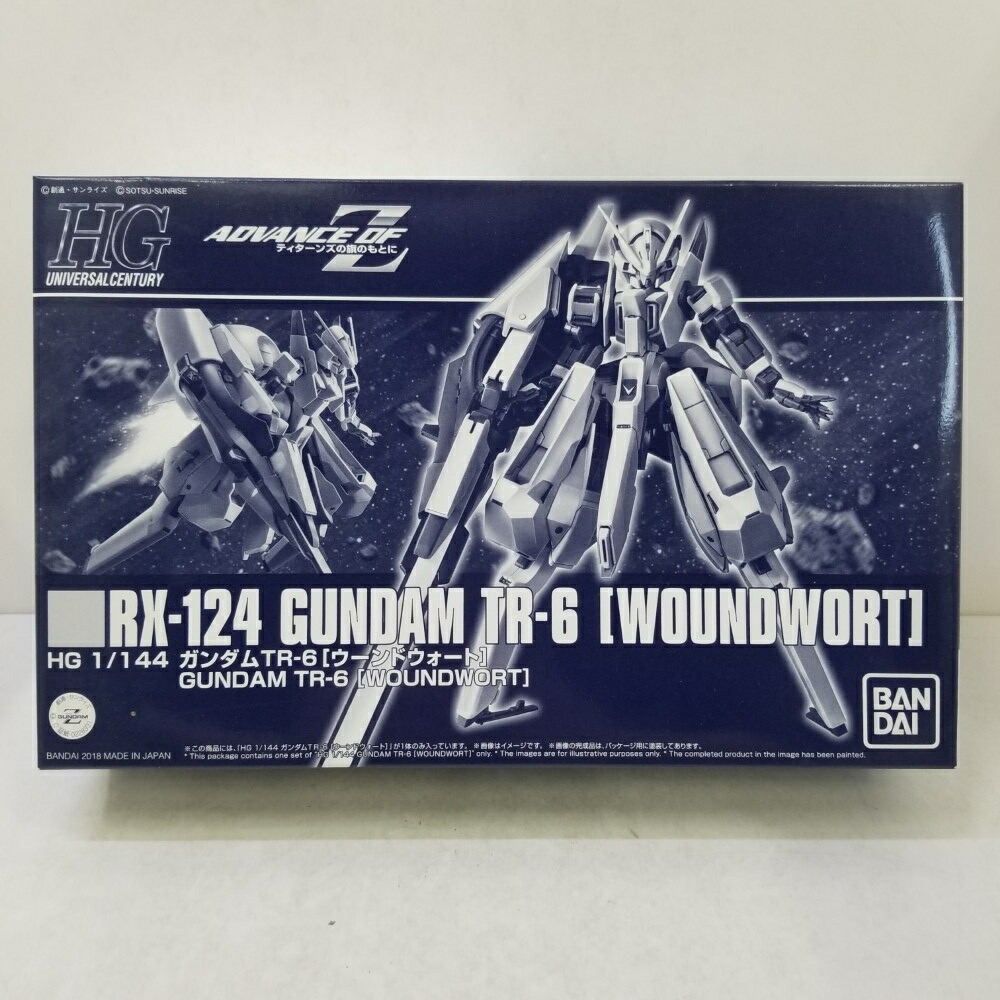 ©創通・サンライズ ©SOTSU·SUNRISE
HG
UNIVERSAL CENTURY
ADVANCE OF Z
ティターンズの旗のもとに
RX-124 GUNDAM TR-6 [WOUNDWORT]
HG 1/144 ガンダムTR-6[ウーンドウォート]
GUNDAM TR-6 [WOUNDWORT]
GUNDAM
Z
BAN
DAI
※この商品には、「HG 1/144 ガンダムTR-6[ウーンドウォート]」が1体のみ入っています。 ※画像はイメージです。 ※画像の完成品は、パッケージ用に塗装してあります。
BANDAI 2018 MADE IN JAPAN
* This package contains one set of "HG 1/144 GUNDAM TR-6 [WOUNDWORT]" only. * The images are for illustrative purposes only. * The completed product in the image has been painted.